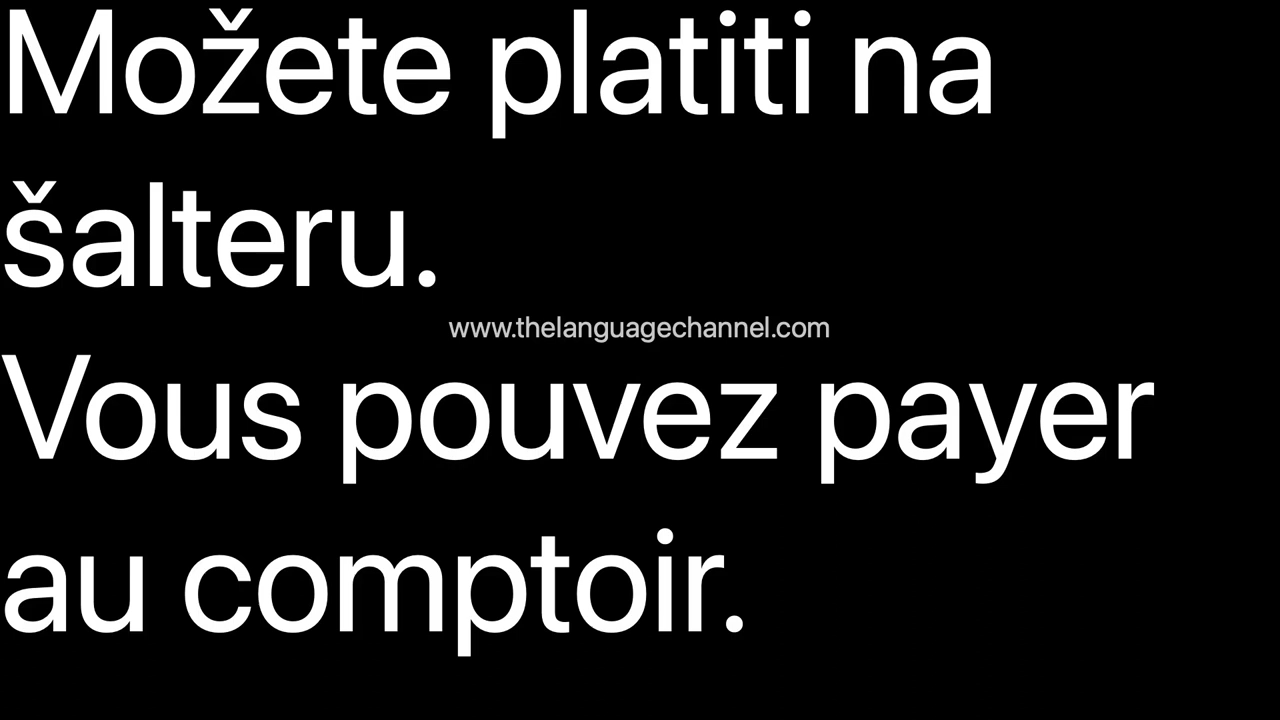 Možete platiti na
šalteru.
www.thelanguagechannel.com
Vous pouvez payer
au comptoir.